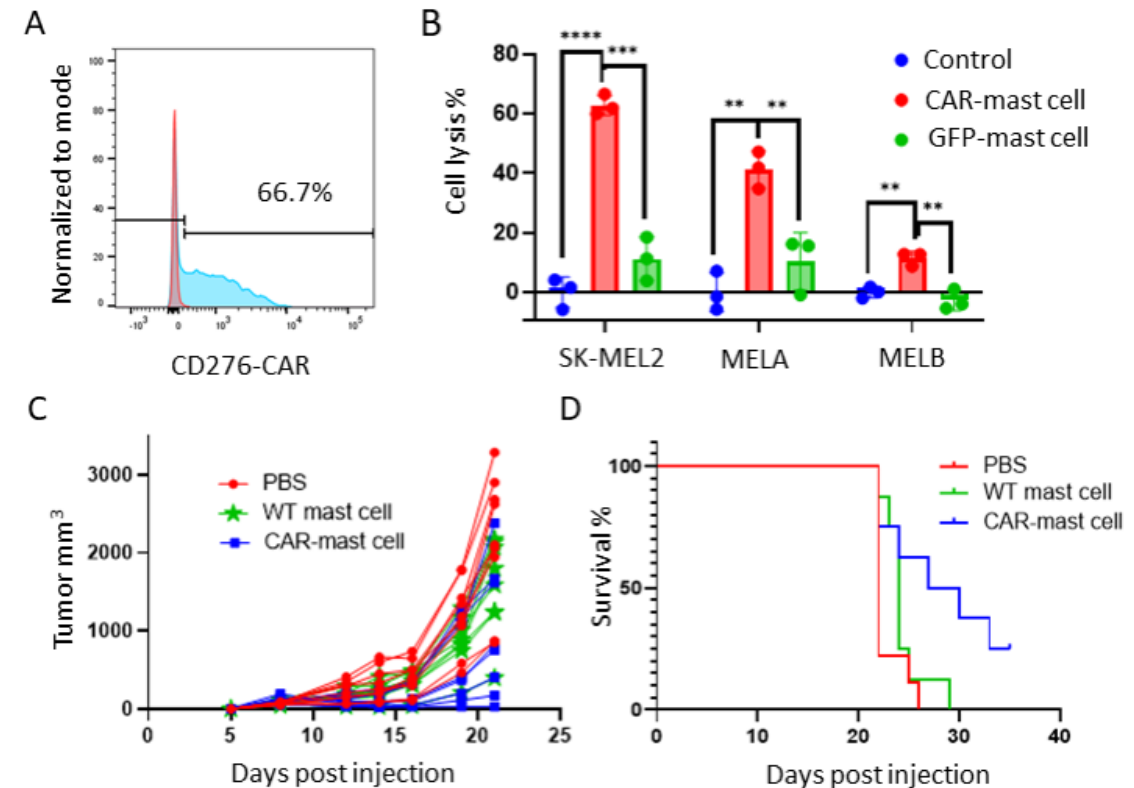 A
Normalized to mode
100
80
60
40
20
0
66.7%
-10³
0
10³
10⁴
10⁵
CD276-CAR
B
Cell lysis %
80
60
40
20
0
****
***
**
**
**
**
Control
CAR-mast cell
GFP-mast cell
SK-MEL2
MELA
MELB
C
Tumor mm³
3000
2000
1000
0
PBS
WT mast cell
CAR-mast cell
0
5
10
15
20
25
Days post injection
D
Survival %
100
50
0
PBS
WT mast cell
CAR-mast cell
0
10
20
30
40
Days post injection